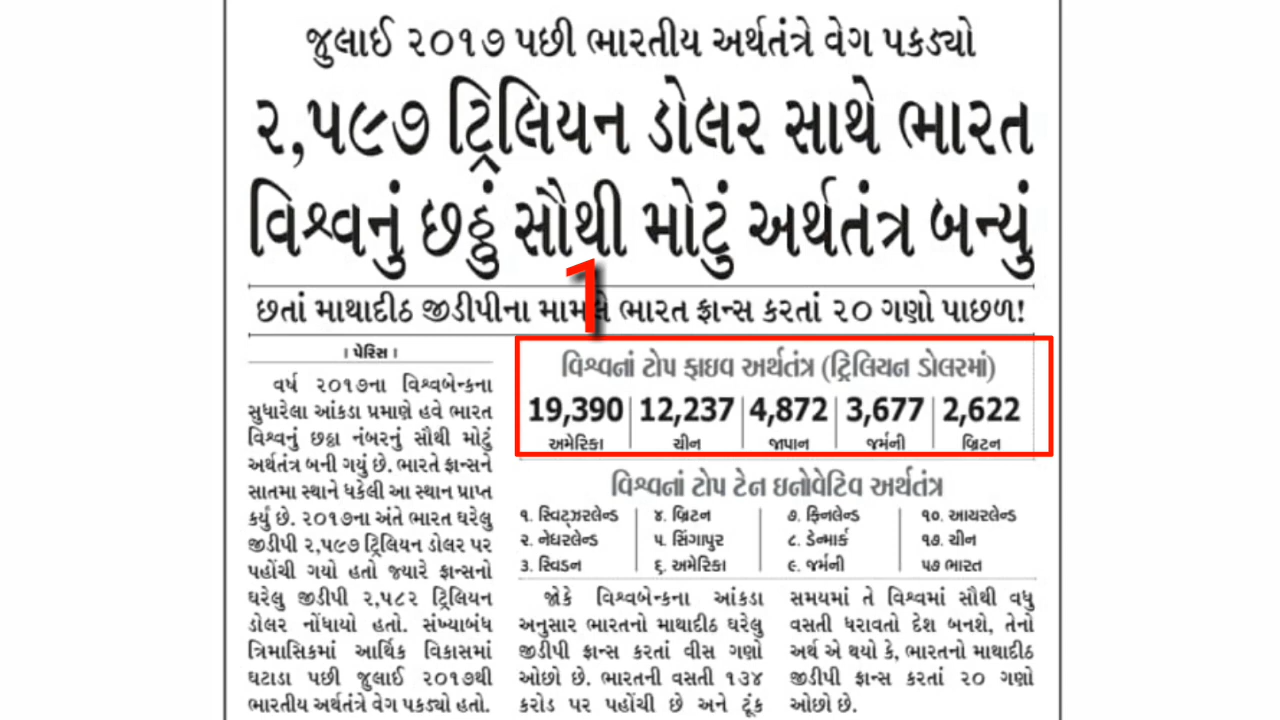 જુલાઈ ૨૦૧૭ પછી ભારતીય અર્થતંત્રે વેગ પકડ્યો
૨,૫૯૭ ટ્રિલિયન ડોલર સાથે ભારત
વિશ્વનું છઠ્ઠું સૌથી મોટું અર્થતંત્ર બન્યું
1
છતાં માથાદીઠ જીડીપીના મામલે ભારત ફ્રાન્સ કરતાં ૨૦ ગણો પાછળ!
। પેરિસ ।
વર્ષ ૨૦૧૭ના વિશ્વબેન્કના
સુધારેલા આંકડા પ્રમાણે હવે ભારત
વિશ્વનું છઠ્ઠા નંબરનું સૌથી મોટું
અર્થતંત્ર બની ગયું છે. ભારતે ફ્રાન્સને
સાતમા સ્થાને ધકેલી આ સ્થાન પ્રાપ્ત
કર્યું છે. ૨૦૧૭ના અંતે ભારત ઘરેલુ
જીડીપી ૨,૫૯૭ ટ્રિલિયન ડોલર પર
પહોંચી ગયો હતો જ્યારે ફ્રાન્સનો
ઘરેલુ જીડીપી ૨,૫૮૨ ટ્રિલિયન
ડોલર નોંધાયો હતો. સંખ્યાબંધ
ત્રિમાસિકમાં આર્થિક વિકાસમાં
ઘટાડા પછી જુલાઈ ૨૦૧૭થી
ભારતીય અર્થતંત્રે વેગ પકડ્યો હતો.
વિશ્વનાં ટોપ ફાઇવ અર્થતંત્ર (ટ્રિલિયન ડોલરમાં)
19,390 12,237 4,872 3,677 2,622
અમેરિકા ચીન જાપાન જર્મની બ્રિટન
વિશ્વનાં ટોપ ટેન ઇનોવેટિવ અર્થતંત્ર
૧. સ્વિટ્ઝરલેન્ડ ૪. બ્રિટન ૭. ફિનલેન્ડ ૧૦. આયરલેન્ડ
૨. નેધરલેન્ડ ૫. સિંગાપુર ૮. ડેન્માર્ક ૧૭. ચીન
૩. સ્વિડન ૬. અમેરિકા ૯. જર્મની ૫૭ ભારત
જોકે વિશ્વબેન્કના આંકડા
અનુસાર ભારતનો માથાદીઠ ઘરેલુ
જીડીપી ફ્રાન્સ કરતાં વીસ ગણો
ઓછો છે. ભારતની વસતી ૧૩૪
કરોડ પર પહોંચી છે અને ટૂંક
સમયમાં તે વિશ્વમાં સૌથી વધુ
વસતી ધરાવતો દેશ બનશે, તેનો
અર્થ એ થયો કે, ભારતનો માથાદીઠ
જીડીપી ફ્રાન્સ કરતાં ૨૦ ગણો
ઓછો છે.